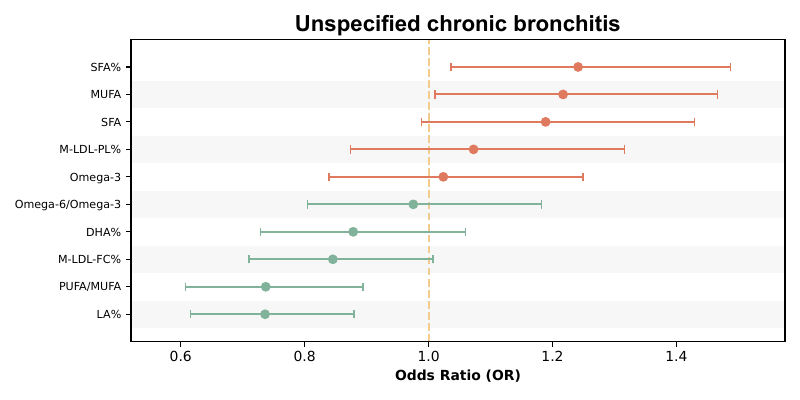 Unspecified chronic bronchitis
SFA%
MUFA
SFA
M-LDL-PL%
Omega-3
Omega-6/Omega-3
DHA%
M-LDL-FC%
PUFA/MUFA
LA%
0.6 0.8 1.0 1.2 1.4
Odds Ratio (OR)